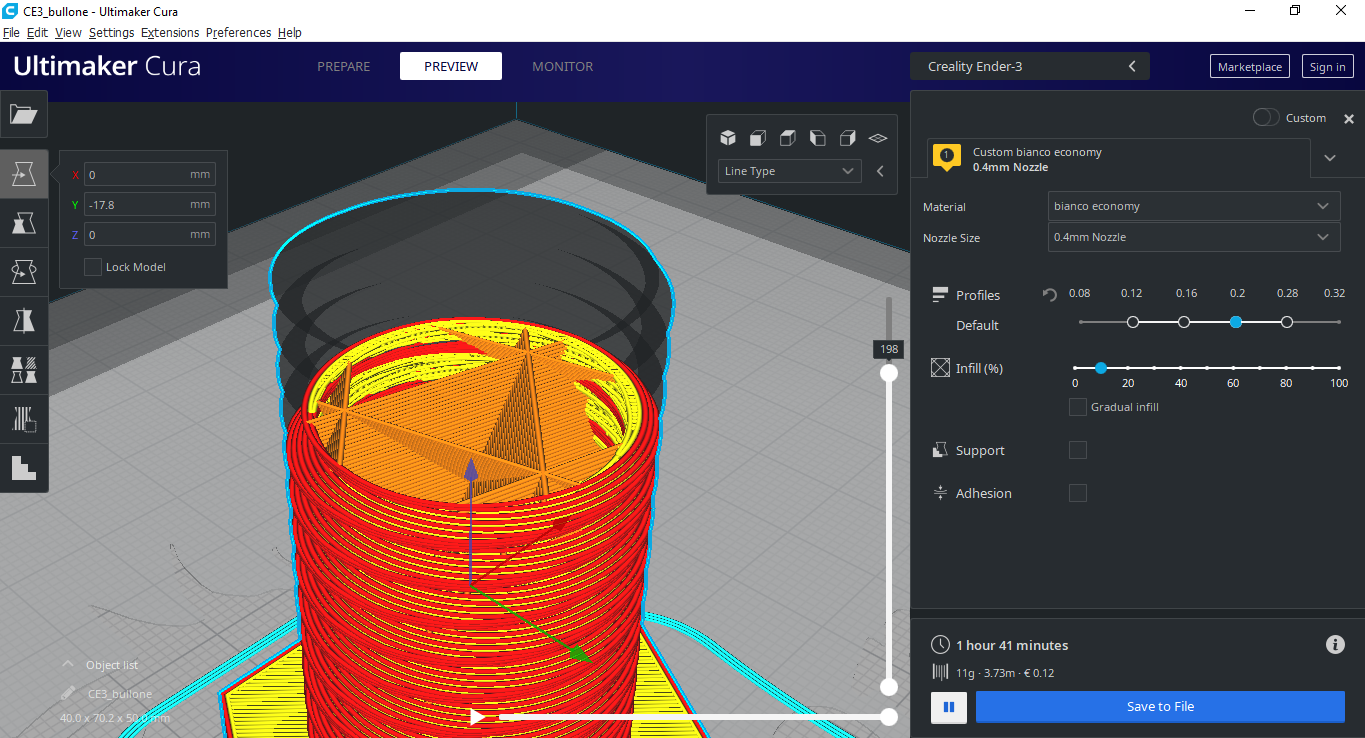 CE3_bullone - Ultimaker Cura
File Edit View Settings Extensions Preferences Help
Ultimaker Cura
PREPARE
PREVIEW
MONITOR
Creality Ender-3
Marketplace
Sign in
X 0 mm
Y -17.8 mm
Z 0 mm
Lock Model
Line Type
198
Object list
CE3_bullone
40.0 x 70.2 x 50.0 mm
Custom
1
Custom bianco economy
0.4mm Nozzle
Material bianco economy
Nozzle Size 0.4mm Nozzle
Profiles 0.08 0.12 0.16 0.2 0.28 0.32
Default
Infill (%)
0 20 40 60 80 100
Gradual infill
Support
Adhesion
1 hour 41 minutes
11g · 3.73m · € 0.12
Save to File